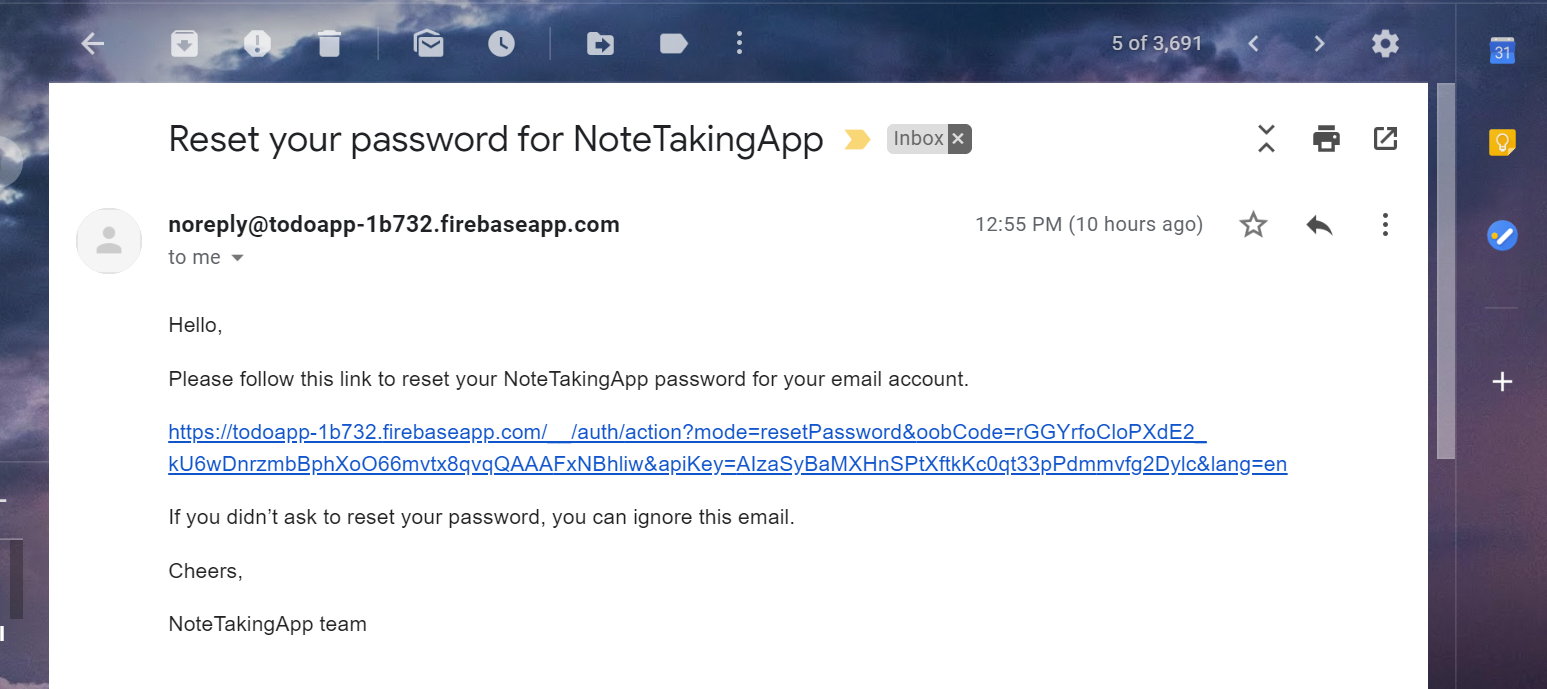 5 of 3,691
31
Reset your password for NoteTakingApp
Inbox
noreply@todoapp-1b732.firebaseapp.com
12:55 PM (10 hours ago)
to me
Hello,
Please follow this link to reset your NoteTakingApp password for your email account.
https://todoapp-1b732.firebaseapp.com/__/auth/action?mode=resetPassword&oobCode=rGGYrfoCloPXdE2_
kU6wDnrzmbBphXoO66mvtx8qvqQAAAFxNBhliw&apiKey=AIzaSyBaMXHnSPtXftkKc0qt33pPdmmvfg2Dylc&lang=en
If you didn’t ask to reset your password, you can ignore this email.
Cheers,
NoteTakingApp team